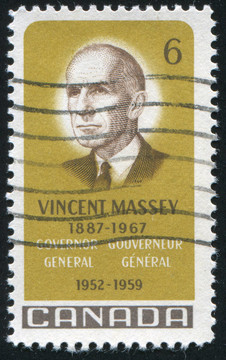 6
VINCENT MASSEY
1887-1967
GOVERNOR GOUVERNEUR
GENERAL GÉNÉRAL
1952-1959
CANADA